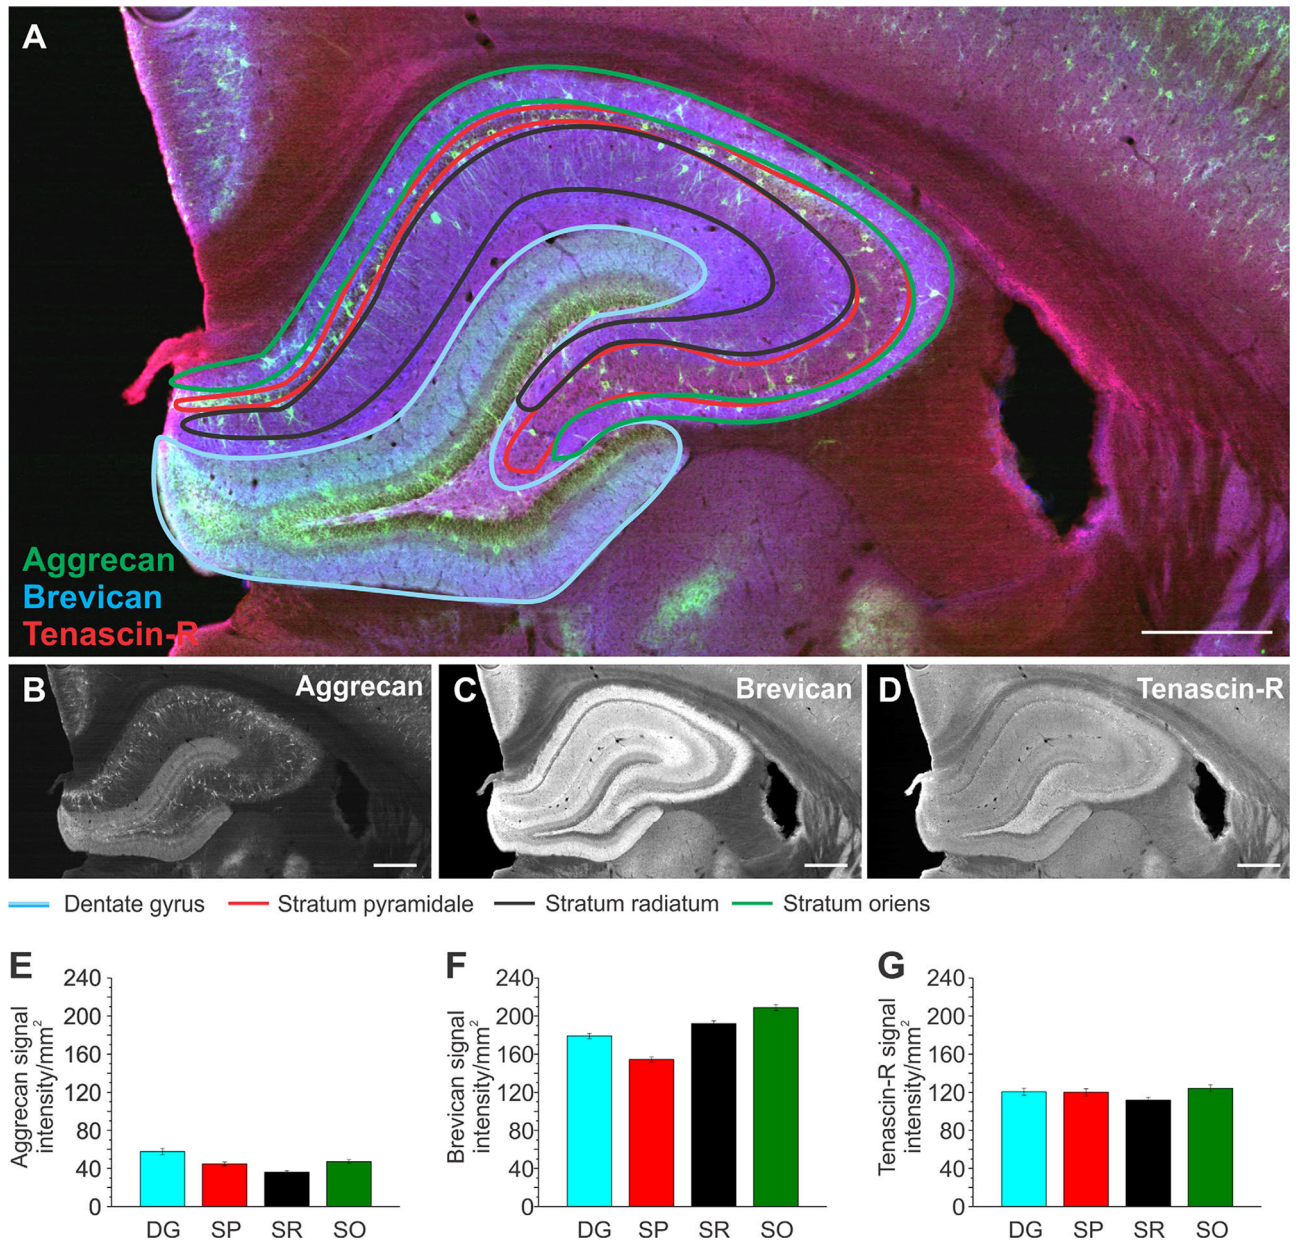 A
Aggrecan
Brevican
Tenascin-R
B Aggrecan
C Brevican
D Tenascin-R
Dentate gyrus Stratum pyramidale Stratum radiatum Stratum oriens
E
Aggrecan signal
intensity/mm²
240
200
160
120
80
40
0
DG SP SR SO
F
Brevican signal
intensity/mm²
240
200
160
120
80
40
0
DG SP SR SO
G
Tenascin-R signal
intensity/mm²
240
200
160
120
80
40
0
DG SP SR SO